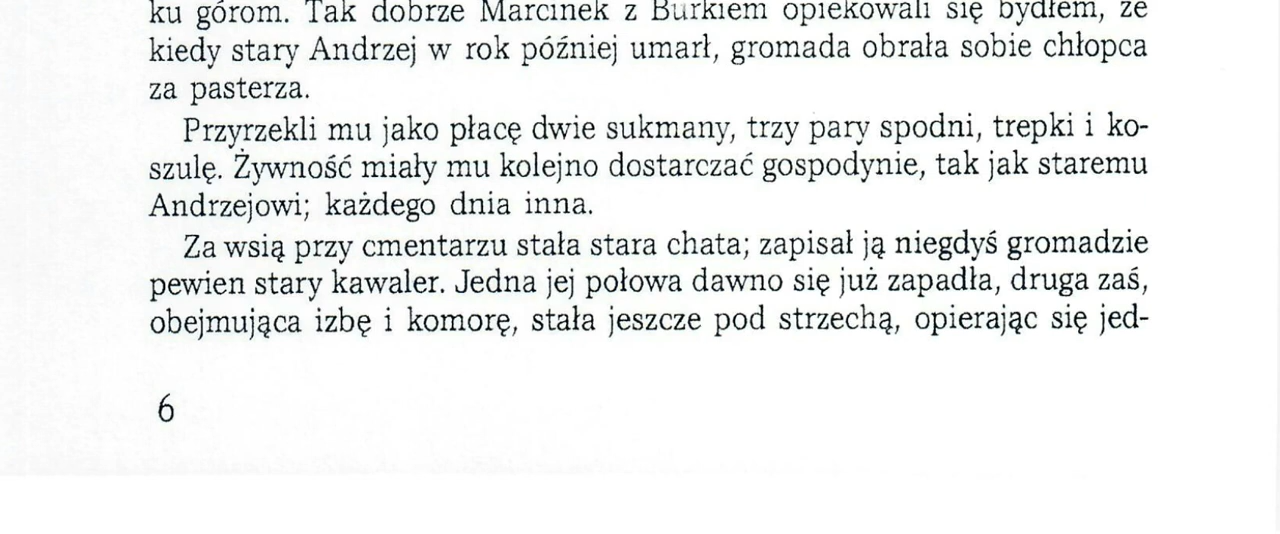 ku górom. Tak dobrze Marcinek z Burkiem opiekowali się bydłem, że
kiedy stary Andrzej w rok później umarł, gromada obrała sobie chłopca
za pasterza.
Przyrzekli mu jako płacę dwie sukmany, trzy pary spodni, trepki i ko-
szulę. Żywność miały mu kolejno dostarczać gospodynie, tak jak staremu
Andrzejowi; każdego dnia inna.
Za wsią przy cmentarzu stała stara chata; zapisał ją niegdyś gromadzie
pewien stary kawaler. Jedna jej połowa dawno się już zapadła, druga zaś,
obejmująca izbę i komorę, stała jeszcze pod strzechą, opierając się jed-
6